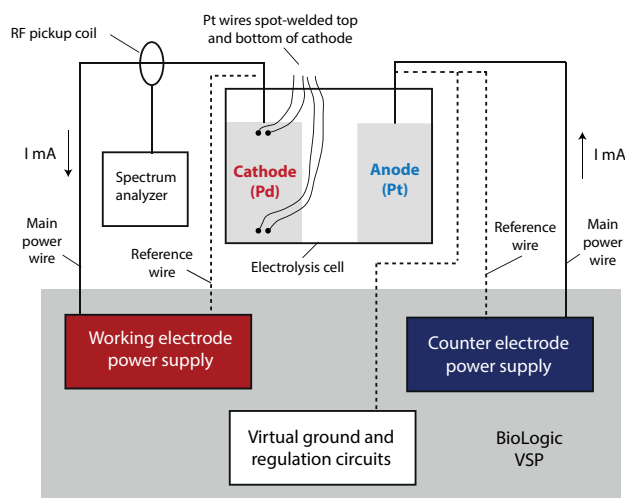 Pt wires spot-welded top
and bottom of cathode
RF pickup coil
I mA
Spectrum
analyzer
Cathode
(Pd)
Anode
(Pt)
I mA
Main
power
wire
Reference
wire
Electrolysis cell
Reference
wire
Main
power
wire
Working electrode
power supply
Counter electrode
power supply
Virtual ground and
regulation circuits
BioLogic
VSP